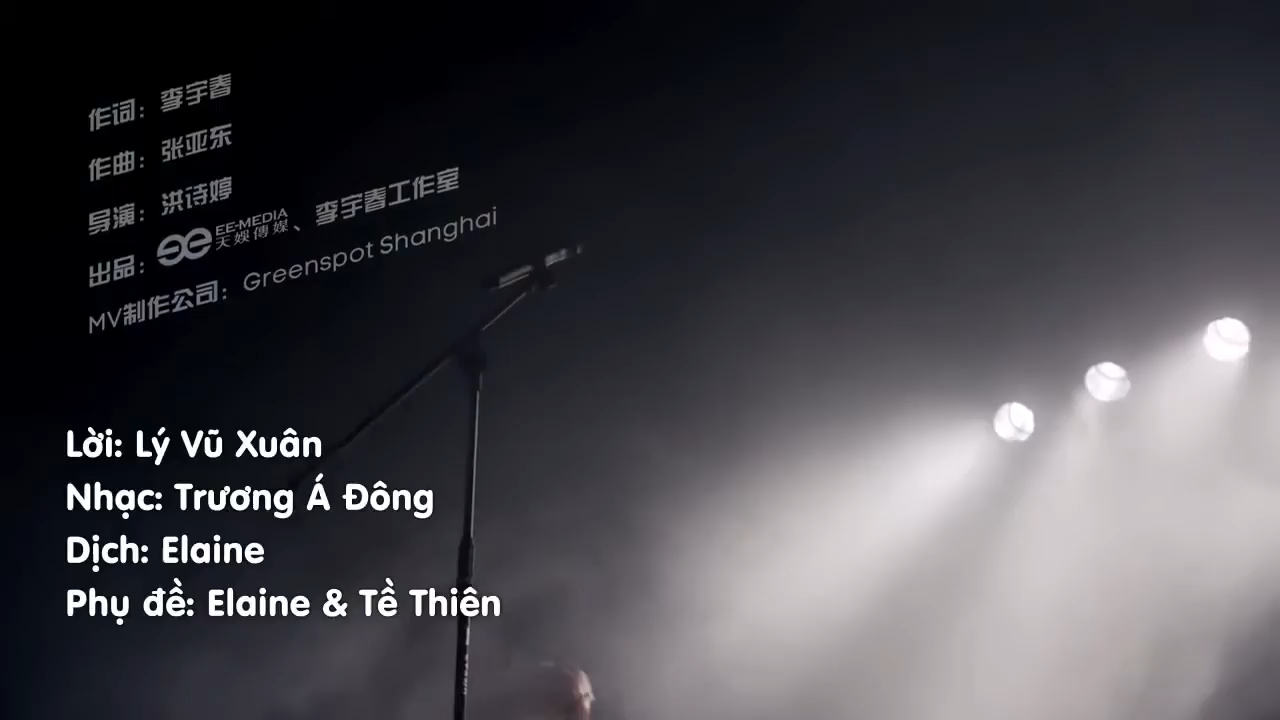 作词：李宇春
作曲：张亚东
导演：洪诗婷
出品：EE-MEDIA 天娱傳媒、李宇春工作室
MV制作公司：Greenspot Shanghai
Lời: Lý Vũ Xuân
Nhạc: Trương Á Đông
Dịch: Elaine
Phụ đề: Elaine & Tề Thiên